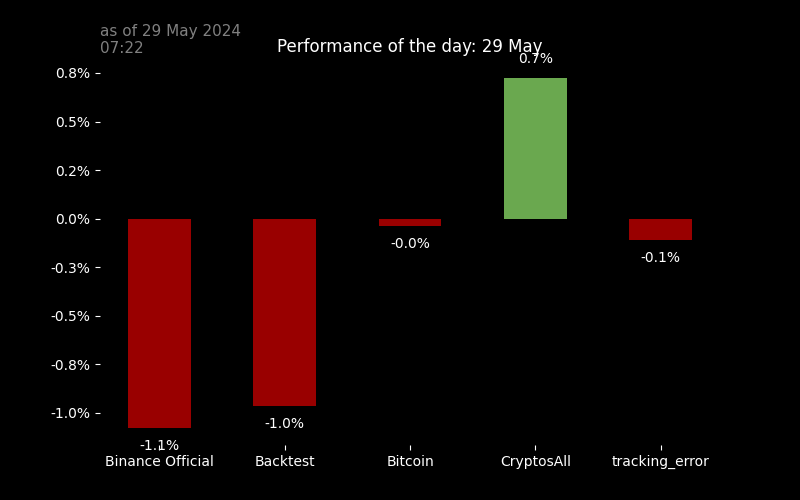 as of 29 May 2024
07:22
Performance of the day: 29 May
0.7%
0.8%
0.5%
0.2%
0.0%
-0.0%
-0.3%
-0.1%
-0.5%
-0.8%
-1.0%
-1.0%
-1.1%
Binance Official
Backtest
Bitcoin
CryptosAll
tracking_error